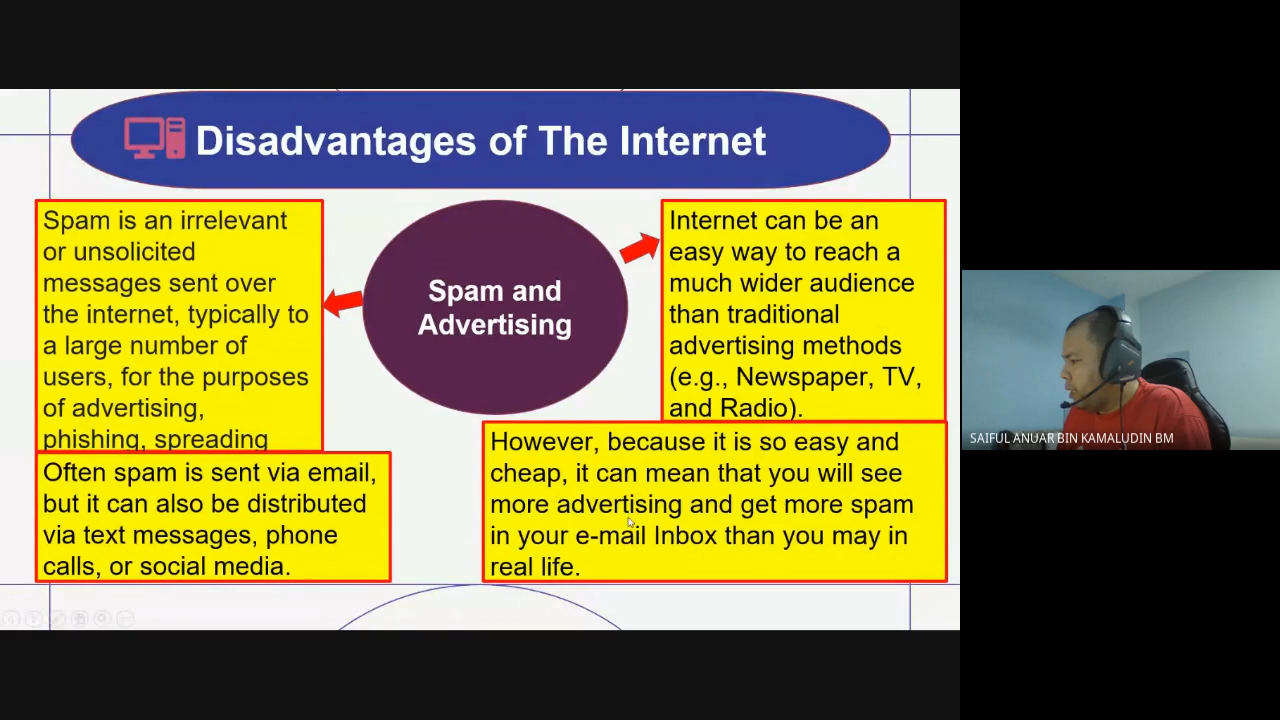 Disadvantages of The Internet
Spam is an irrelevant
or unsolicited
messages sent over
the internet, typically to
a large number of
users, for the purposes
of advertising,
phishing, spreading
Often spam is sent via email,
but it can also be distributed
via text messages, phone
calls, or social media.
Spam and
Advertising
Internet can be an
easy way to reach a
much wider audience
than traditional
advertising methods
(e.g., Newspaper, TV,
and Radio).
However, because it is so easy and
cheap, it can mean that you will see
more advertising and get more spam
in your e-mail Inbox than you may in
real life.
SAIFUL ANUAR BIN KAMALUDIN BM